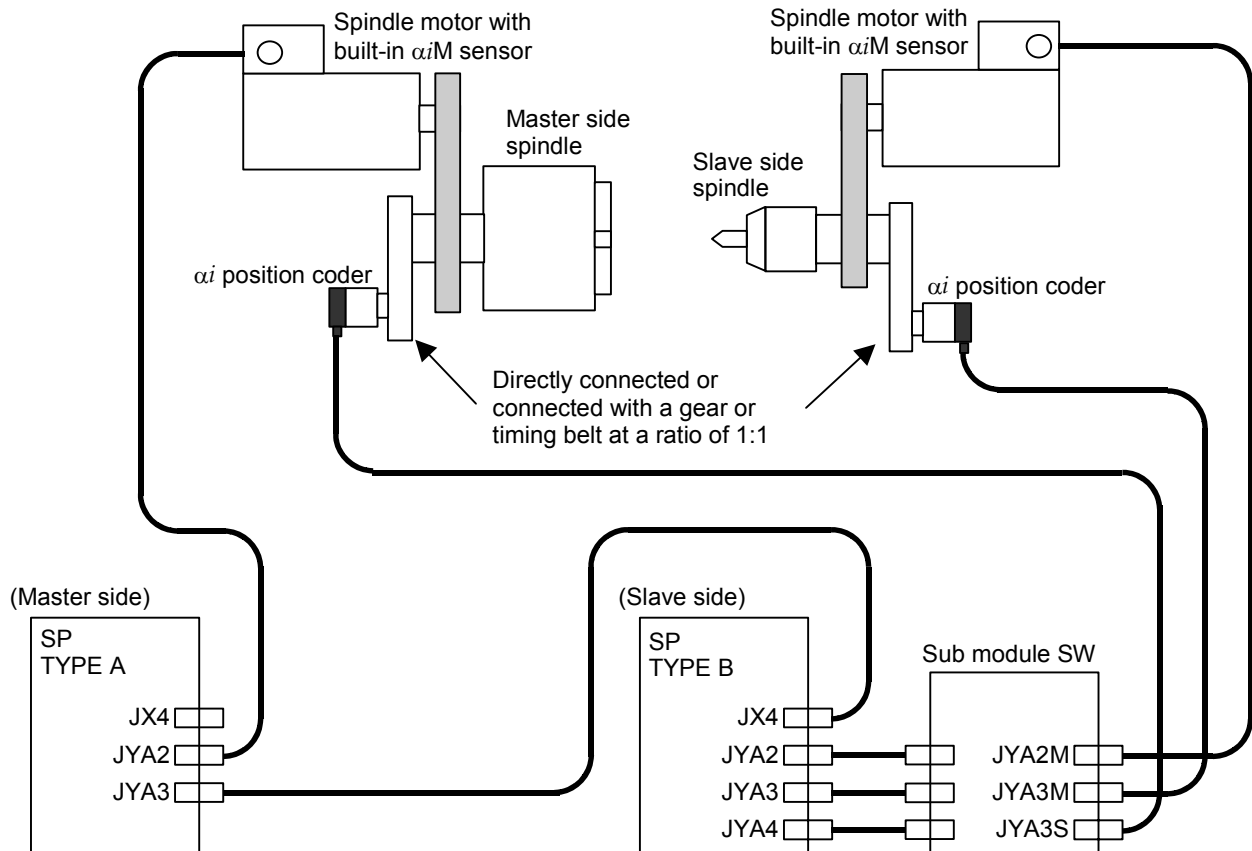 Spindle motor with
built-in αiM sensor
Spindle motor with
built-in αiM sensor
Master side
spindle
Slave side
spindle
αi position coder
αi position coder
Directly connected or
connected with a gear or
timing belt at a ratio of 1:1
(Master side)
SP
TYPE A
JX4
JYA2
JYA3
(Slave side)
SP
TYPE B
JX4
JYA2
JYA3
JYA4
Sub module SW
JYA2M
JYA3M
JYA3S